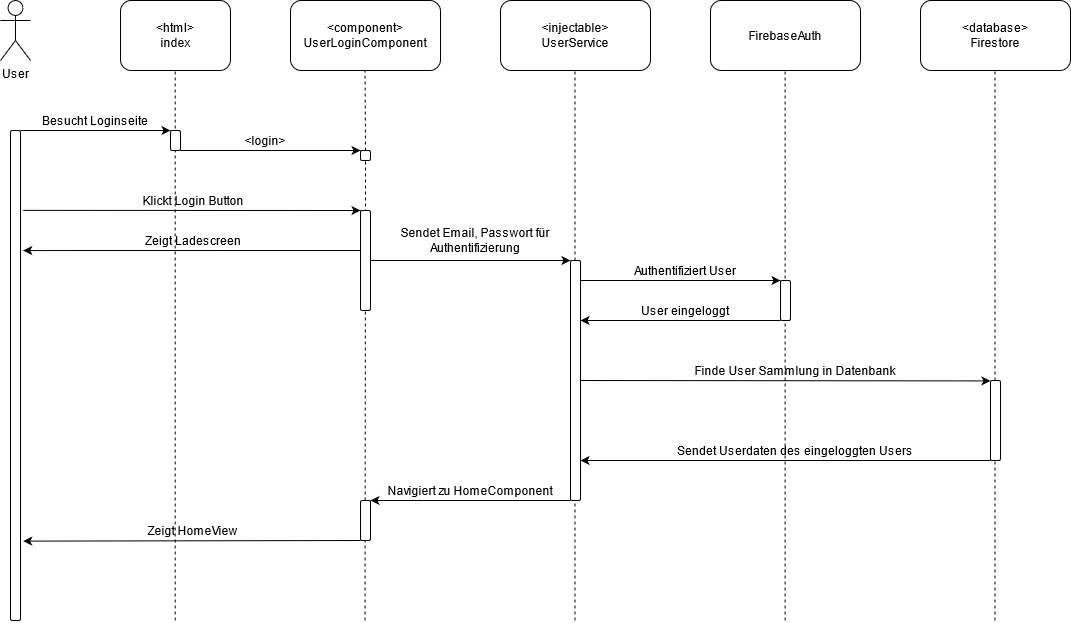 <html>
index
<component>
UserLoginComponent
<injectable>
UserService
FirebaseAuth
<database>
Firestore
User
Besucht Loginseite
<login>
Klickt Login Button
Zeigt Ladescreen
Sendet Email, Passwort für
Authentifizierung
Authentifiziert User
User eingeloggt
Finde User Sammlung in Datenbank
Sendet Userdaten des eingeloggten Users
Navigiert zu HomeComponent
Zeigt HomeView